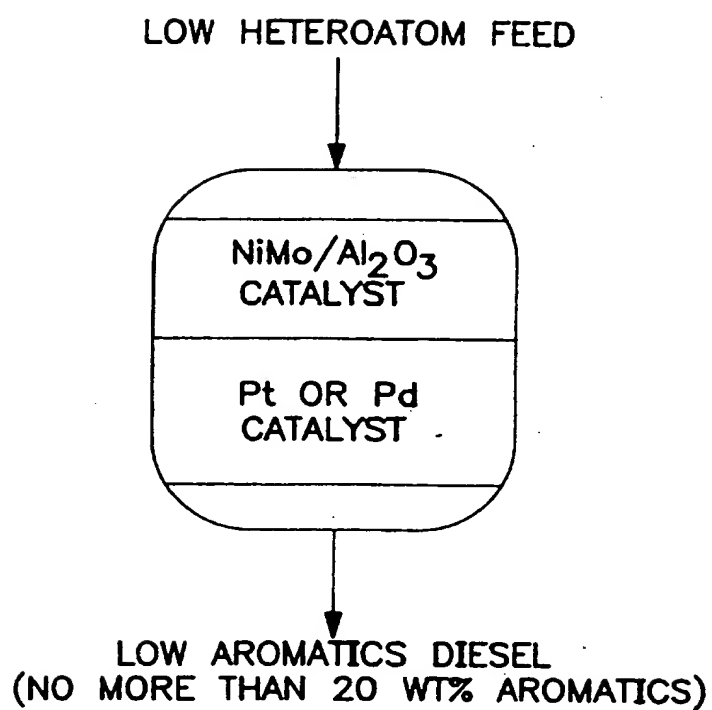 LOW HETEROATOM FEED
NiMo/Al2O3
CATALYST
Pt OR Pd
CATALYST
LOW AROMATICS DIESEL
(NO MORE THAN 20 WT% AROMATICS)